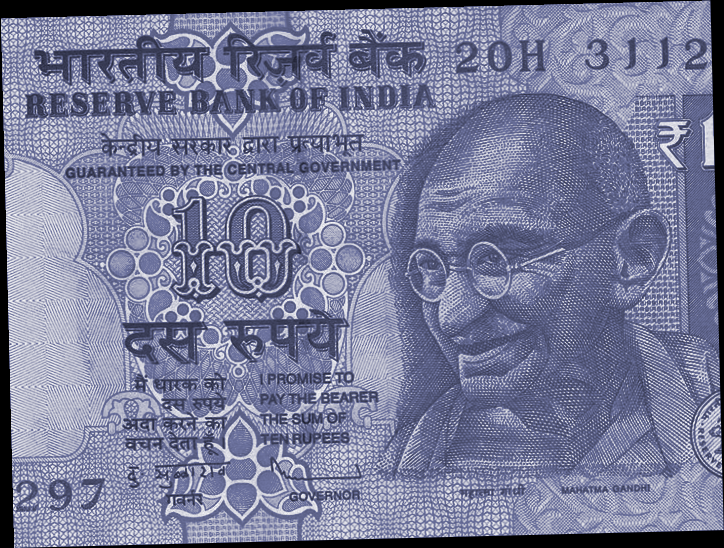 भारतीय रिज़र्व बैंक
20H 3112
RESERVE BANK OF INDIA
केन्द्रीय सरकार द्वारा प्रत्याभूत
GUARANTEED BY THE CENTRAL GOVERNMENT
₹1
10
दस रुपये
मैं धारक को
दस रुपये
अदा करने का
वचन देता हूँ।
I PROMISE TO
PAY THE BEARER
THE SUM OF
TEN RUPEES
297
गवर्नर
GOVERNOR
महात्मा गांधी
MAHATMA GANDHI